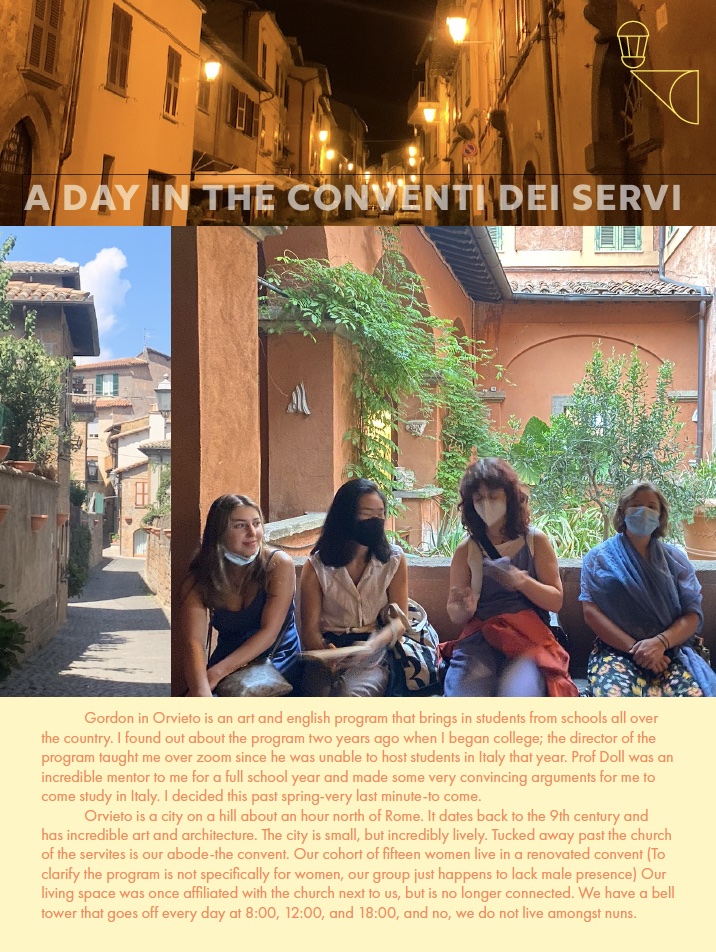 A DAY IN THE CONVENTI DEI SERVI
Gordon in Orvieto is an art and english program that brings in students from schools all over
the country. I found out about the program two years ago when I began college; the director of the
program taught me over zoom since he was unable to host students in Italy that year. Prof Doll was an
incredible mentor to me for a full school year and made some very convincing arguments for me to
come study in Italy. I decided this past spring-very last minute-to come.
Orvieto is a city on a hill about an hour north of Rome. It dates back to the 9th century and
has incredible art and architecture. The city is small, but incredibly lively. Tucked away past the church
of the servites is our abode-the convent. Our cohort of fifteen women live in a renovated convent (To
clarify the program is not specifically for women, our group just happens to lack male presence) Our
living space was once affiliated with the church next to us, but is no longer connected. We have a bell
tower that goes off every day at 8:00, 12:00, and 18:00, and no, we do not live amongst nuns.